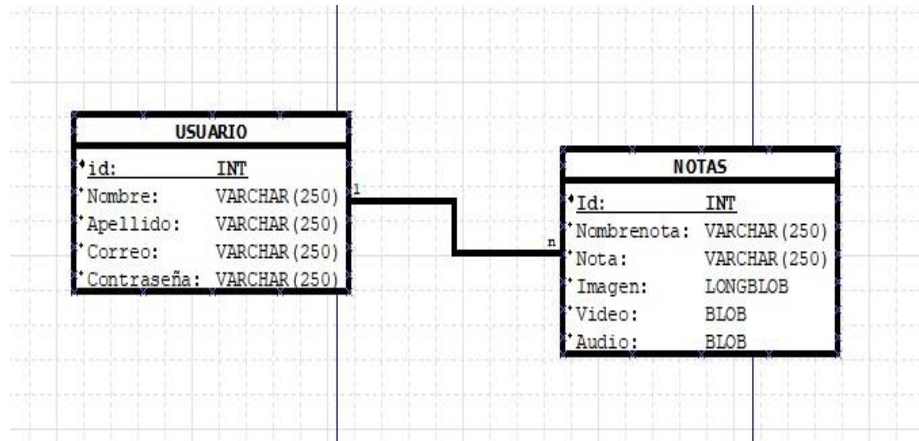 USUARIO
id: INT
Nombre: VARCHAR(250)
Apellido: VARCHAR(250)
Correo: VARCHAR(250)
Contraseña: VARCHAR(250)
1
n
NOTAS
Id: INT
Nombrenota: VARCHAR(250)
Nota: VARCHAR(250)
Imagen: LONGBLOB
Video: BLOB
Audio: BLOB